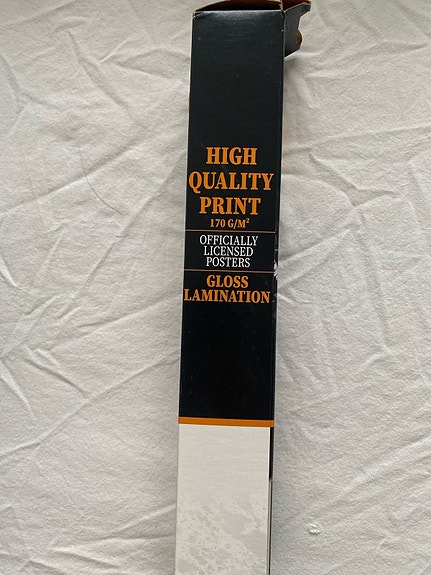 HIGH
QUALITY
PRINT
170 G/M²
OFFICIALLY
LICENSED
POSTERS
GLOSS
LAMINATION